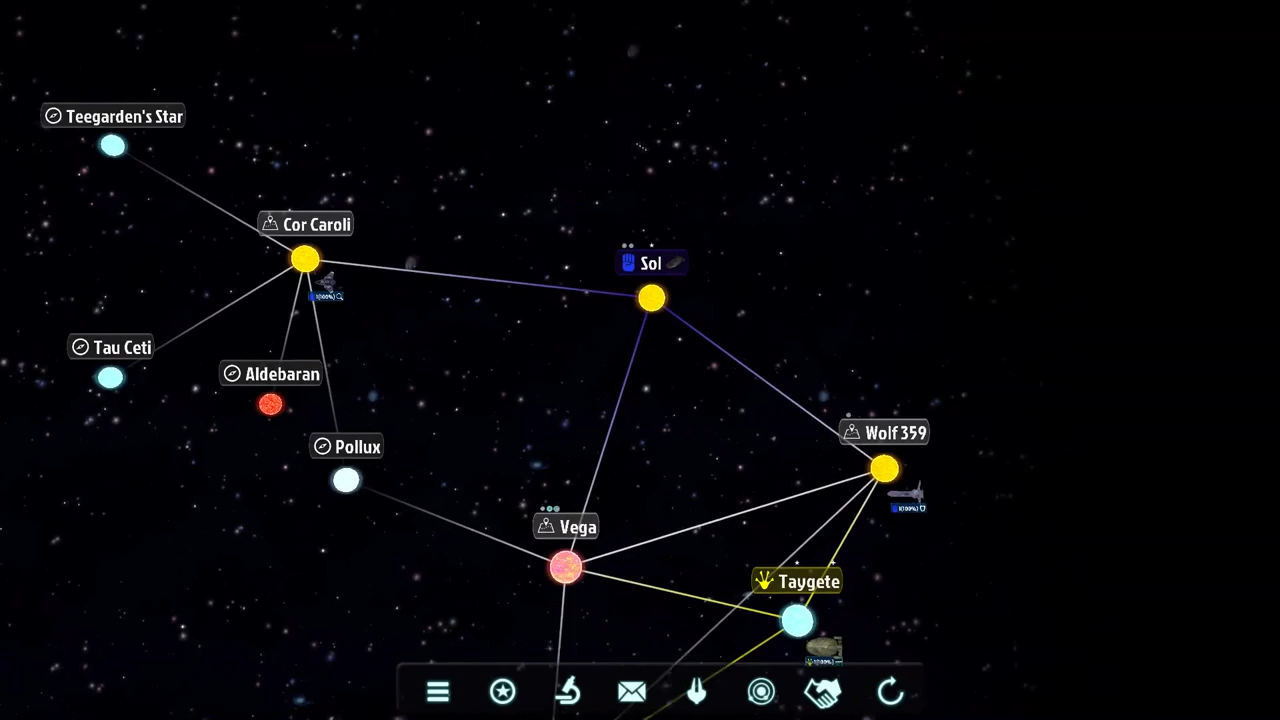 Teegarden's Star
Cor Caroli
Sol
Tau Ceti
Aldebaran
Pollux
Wolf 359
Vega
Taygete